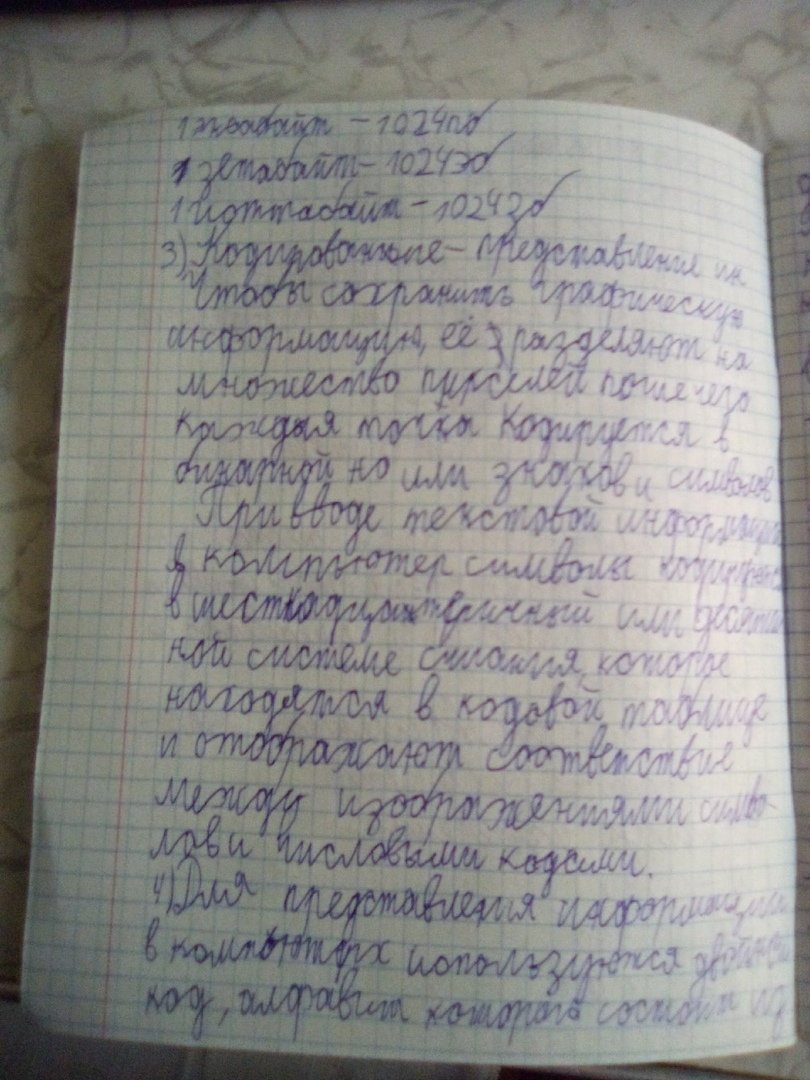 1 экзабайт - 1024пб
1 зетабайт - 1024эб
1 йоттабайт - 1024зб
3) Кодирование - представление ин
Чтобы сохранить графическую
информацию, её разделяют на
множество пикселей после чего
каждая точка кодируется в
бинарной но или знаков и символов
При вводе текстовой информации
в компьютер символы кодируются
в шестнадцатеричный или десятич
ной системе счисления, которое
находятся в кодовой таблице
и отображают соответствие
между изображениями симво-
лов и числовыми кодами.
4) Для представления информации
в компьютерах используются двоичный
код, алфавит которого состоит из